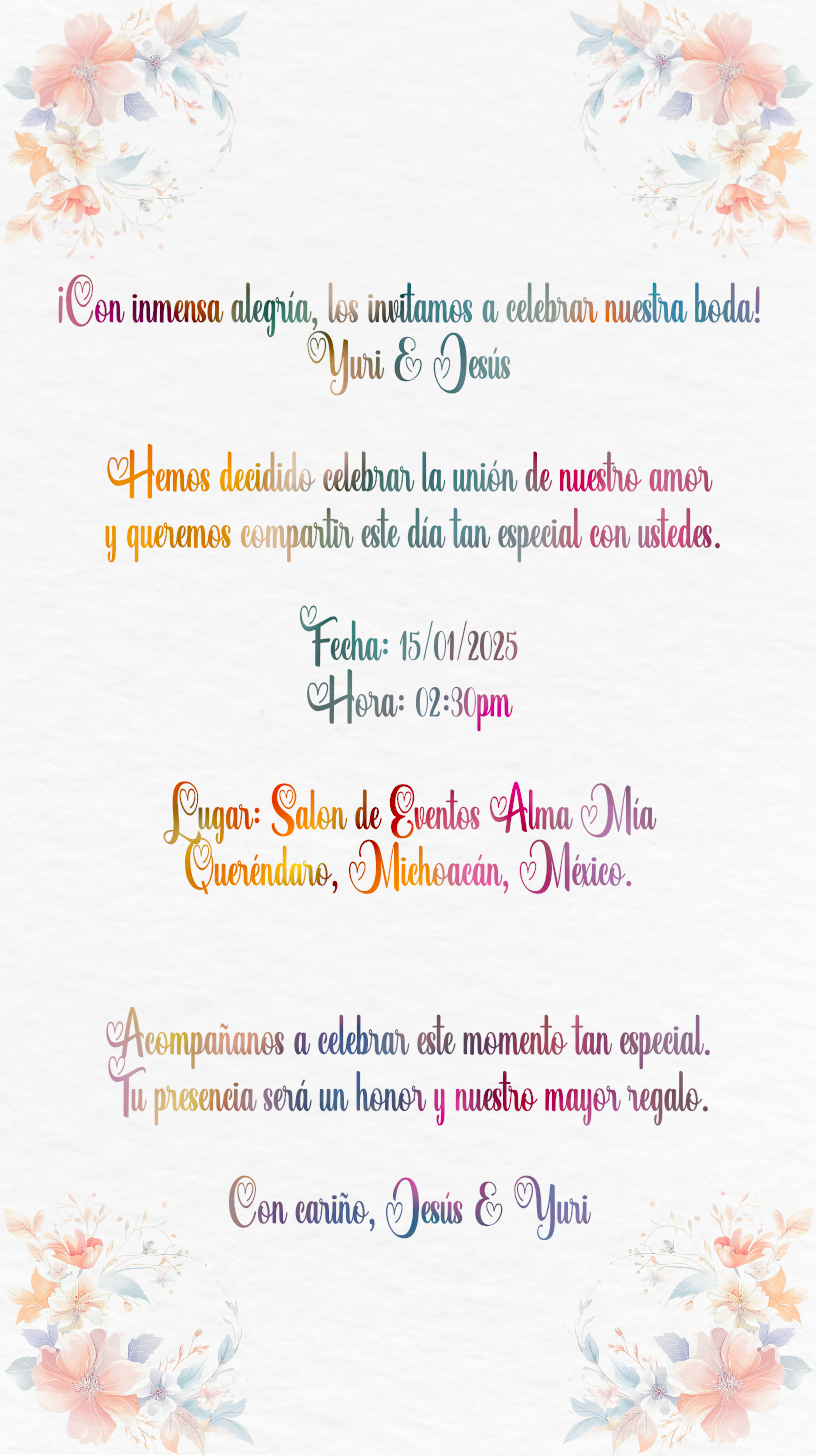 ¡Con inmensa alegría, los invitamos a celebrar nuestra boda!
Yuri & Jesús
Hemos decidido celebrar la unión de nuestro amor
y queremos compartir este día tan especial con ustedes.
Fecha: 15/01/2025
Hora: 02:30pm
Lugar: Salon de Eventos Alma Mía
Queréndaro, Michoacán, México.
Acompañanos a celebrar este momento tan especial.
Tu presencia será un honor y nuestro mayor regalo.
Con cariño, Jesús & Yuri